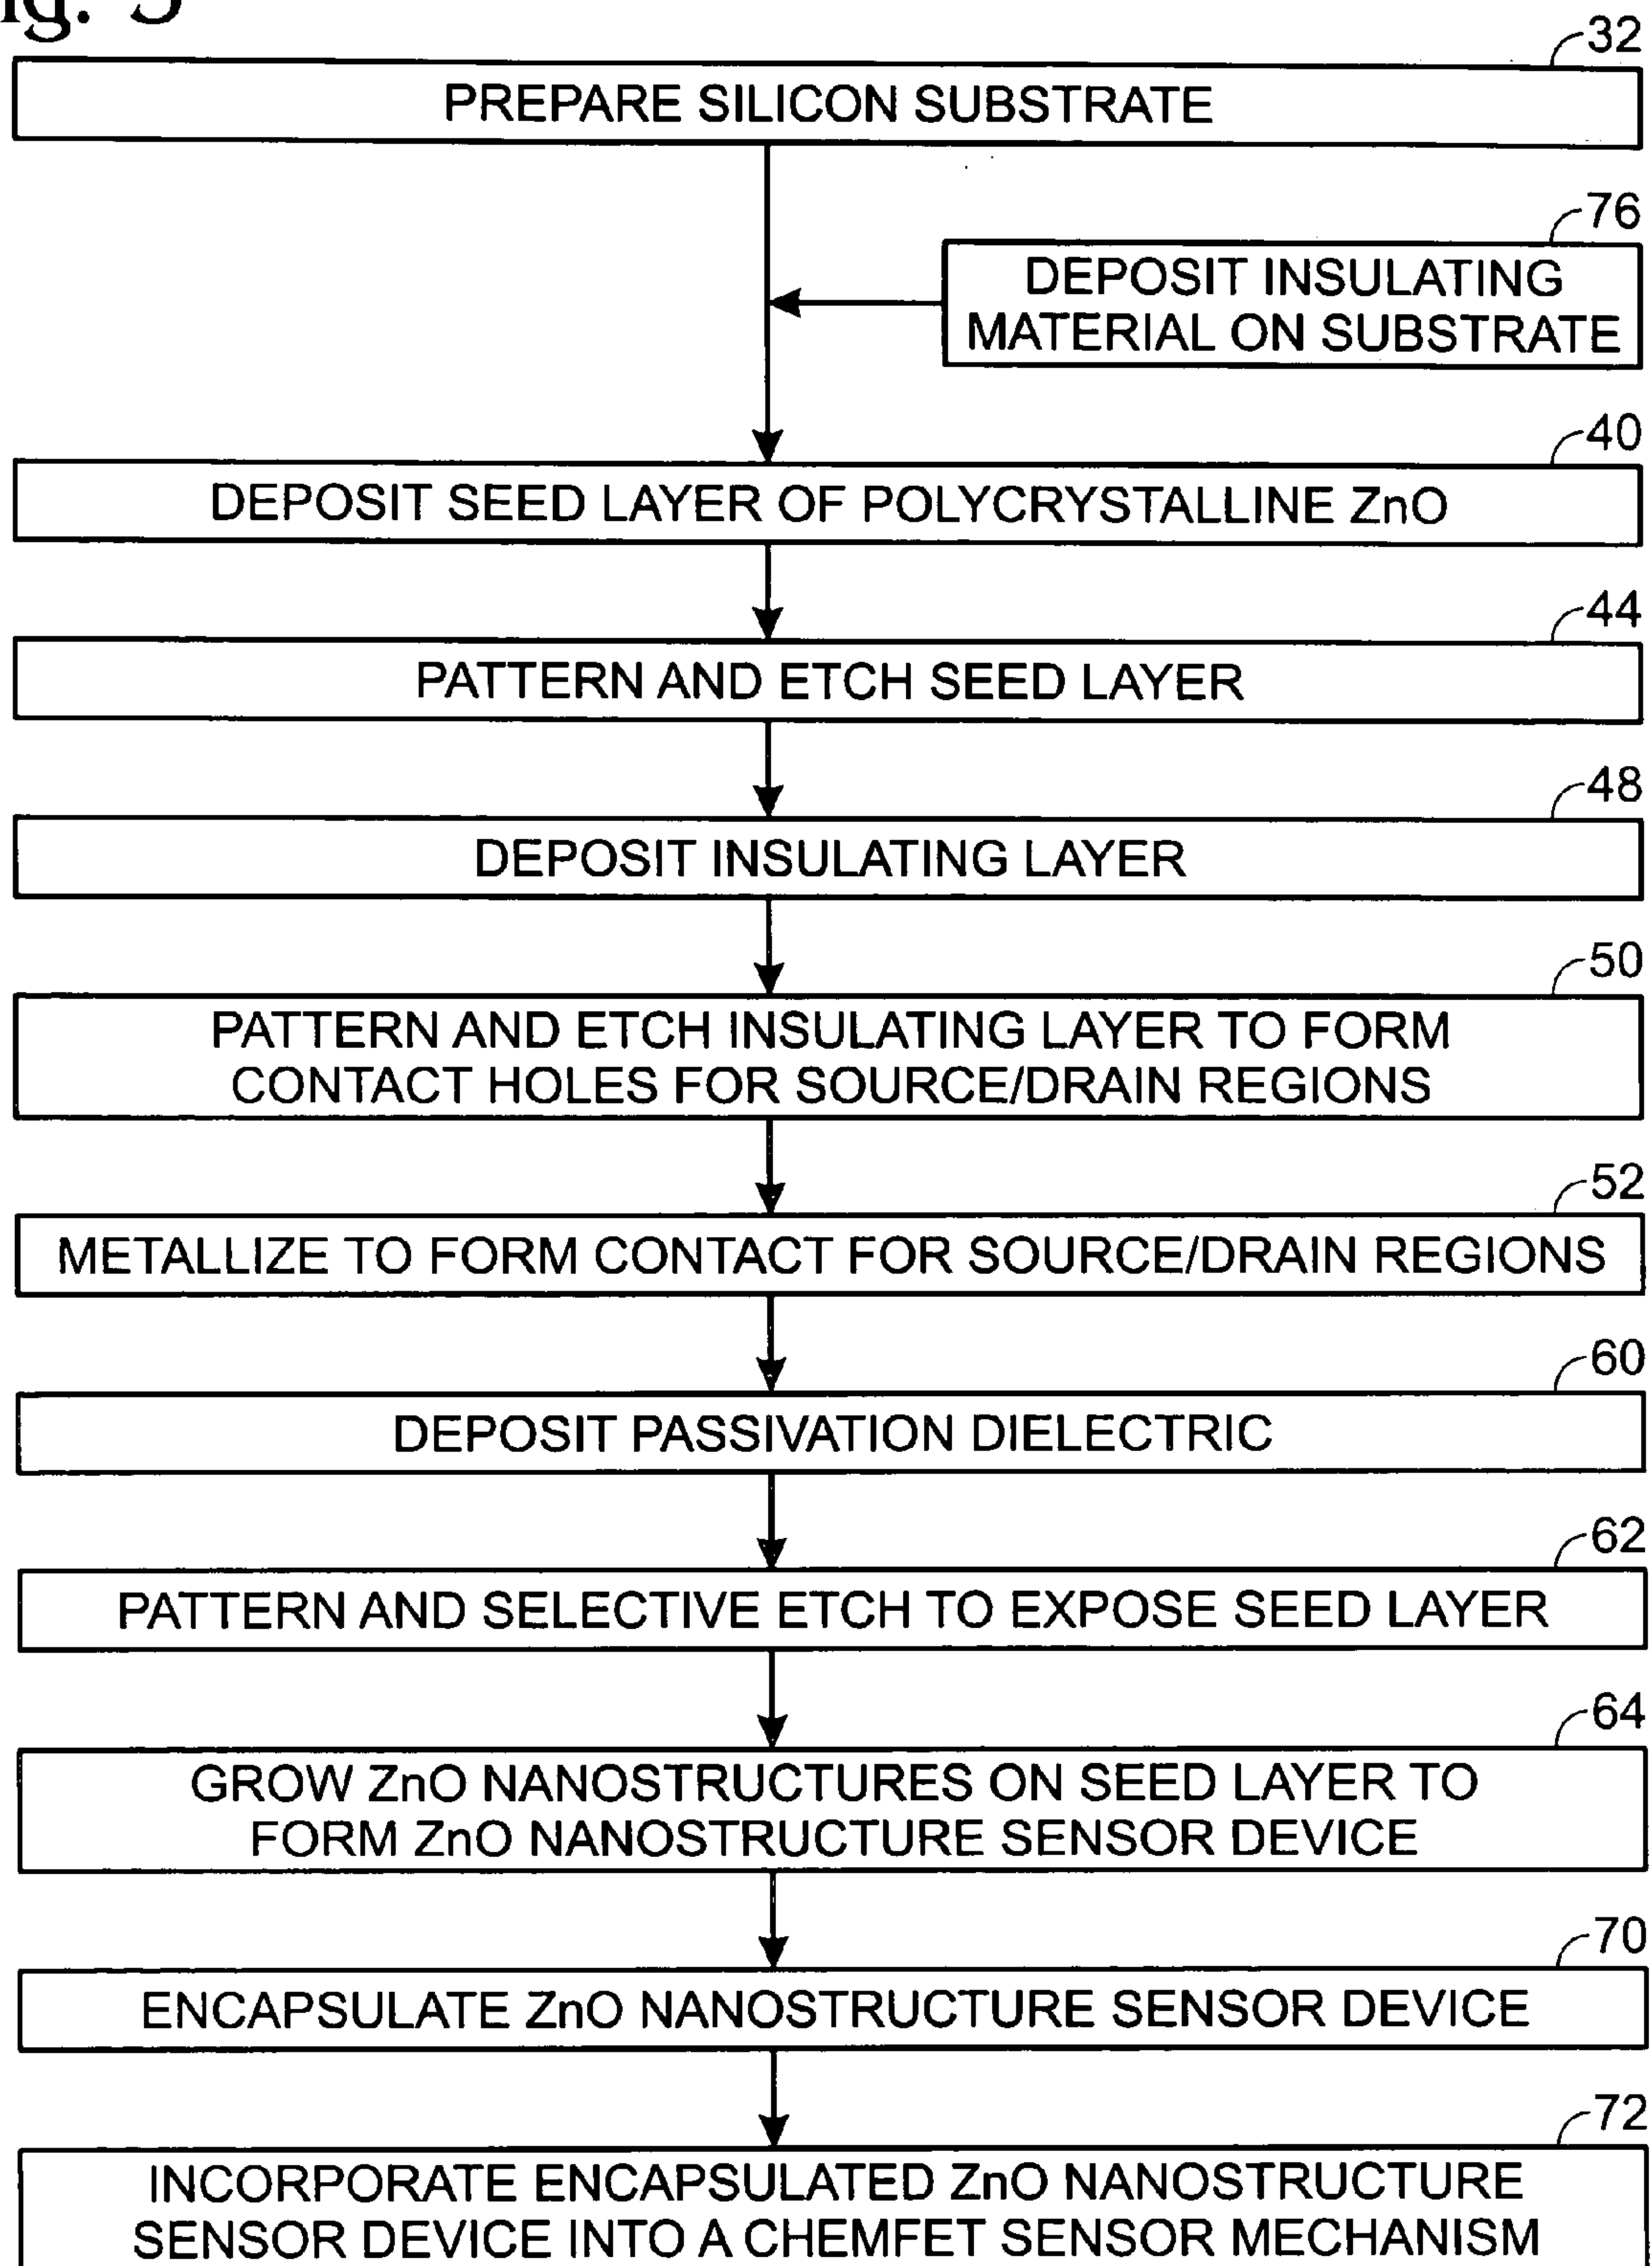 32
PREPARE SILICON SUBSTRATE
76
DEPOSIT INSULATING
MATERIAL ON SUBSTRATE
40
DEPOSIT SEED LAYER OF POLYCRYSTALLINE ZnO
44
PATTERN AND ETCH SEED LAYER
48
DEPOSIT INSULATING LAYER
50
PATTERN AND ETCH INSULATING LAYER TO FORM
CONTACT HOLES FOR SOURCE/DRAIN REGIONS
52
METALLIZE TO FORM CONTACT FOR SOURCE/DRAIN REGIONS
60
DEPOSIT PASSIVATION DIELECTRIC
62
PATTERN AND SELECTIVE ETCH TO EXPOSE SEED LAYER
64
GROW ZnO NANOSTRUCTURES ON SEED LAYER TO
FORM ZnO NANOSTRUCTURE SENSOR DEVICE
70
ENCAPSULATE ZnO NANOSTRUCTURE SENSOR DEVICE
72
INCORPORATE ENCAPSULATED ZnO NANOSTRUCTURE
SENSOR DEVICE INTO A CHEMFET SENSOR MECHANISM